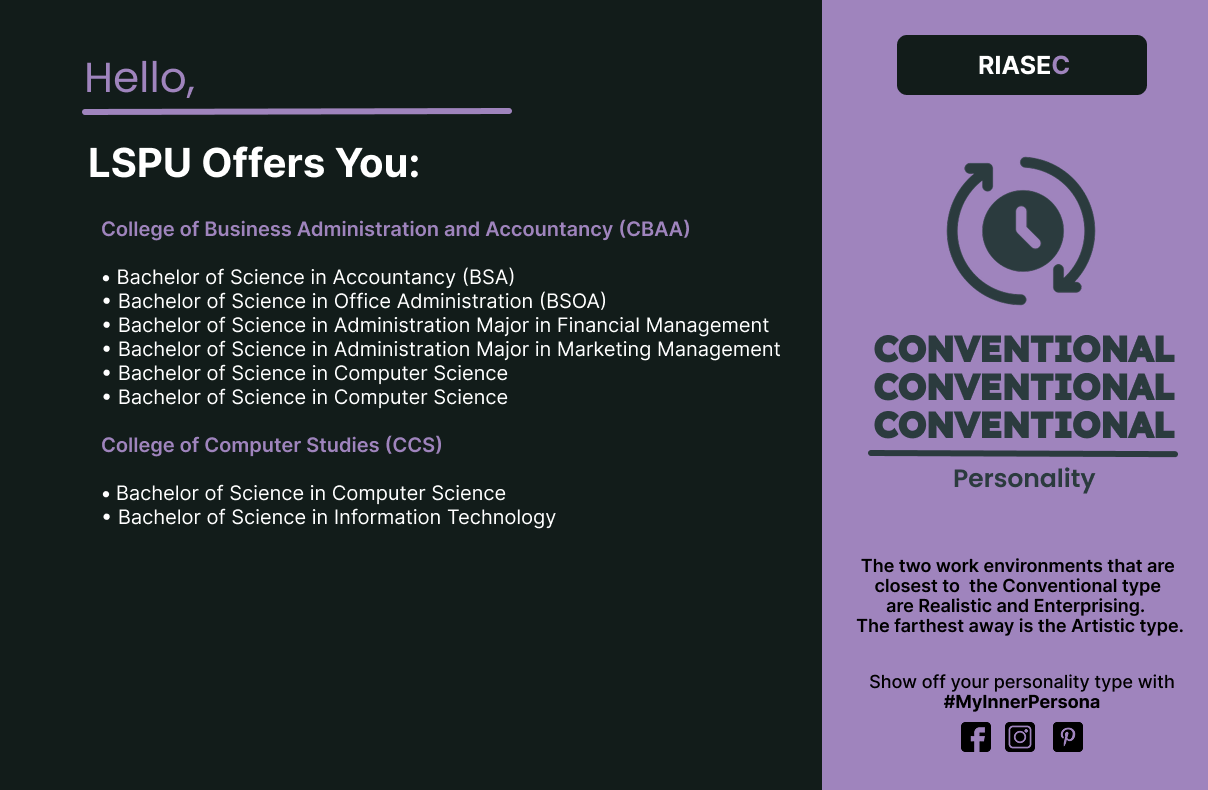 Hello,
LSPU Offers You:
College of Business Administration and Accountancy (CBAA)
• Bachelor of Science in Accountancy (BSA)
• Bachelor of Science in Office Administration (BSOA)
• Bachelor of Science in Administration Major in Financial Management
• Bachelor of Science in Administration Major in Marketing Management
• Bachelor of Science in Computer Science
• Bachelor of Science in Computer Science
College of Computer Studies (CCS)
• Bachelor of Science in Computer Science
• Bachelor of Science in Information Technology
RIASEC
CONVENTIONAL
CONVENTIONAL
CONVENTIONAL
Personality
The two work environments that are
closest to  the Conventional type
are Realistic and Enterprising.
The farthest away is the Artistic type.
Show off your personality type with
#MyInnerPersona